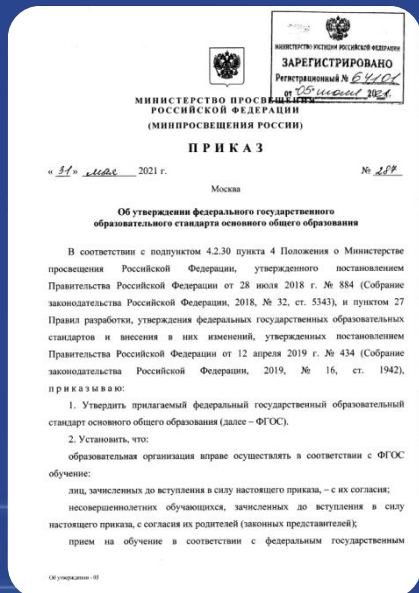 МИНИСТЕРСТВО ЮСТИЦИИ РОССИЙСКОЙ ФЕДЕРАЦИИ
ЗАРЕГИСТРИРОВАНО
Регистрационный № 64101
от "05" июля 2021.
МИНИСТЕРСТВО ПРОСВЕЩЕНИЯ
РОССИЙСКОЙ ФЕДЕРАЦИИ
(МИНПРОСВЕЩЕНИЯ РОССИИ)
ПРИКАЗ
« 31 » мая 2021 г. № 287
Москва
Об утверждении федерального государственного
образовательного стандарта основного общего образования
В соответствии с подпунктом 4.2.30 пункта 4 Положения о Министерстве
просвещения Российской Федерации, утвержденного постановлением
Правительства Российской Федерации от 28 июля 2018 г. № 884 (Собрание
законодательства Российской Федерации, 2018, № 32, ст. 5343), и пунктом 27
Правил разработки, утверждения федеральных государственных образовательных
стандартов и внесения в них изменений, утвержденных постановлением
Правительства Российской Федерации от 12 апреля 2019 г. № 434 (Собрание
законодательства Российской Федерации, 2019, № 16, ст. 1942),
приказываю:
1. Утвердить прилагаемый федеральный государственный образовательный
стандарт основного общего образования (далее – ФГОС).
2. Установить, что:
образовательная организация вправе осуществлять в соответствии с ФГОС
обучение:
лиц, зачисленных до вступления в силу настоящего приказа, – с их согласия;
несовершеннолетних обучающихся, зачисленных до вступления в силу
настоящего приказа, с согласия их родителей (законных представителей);
прием на обучение в соответствии с федеральным государственным
Об утверждении - 03